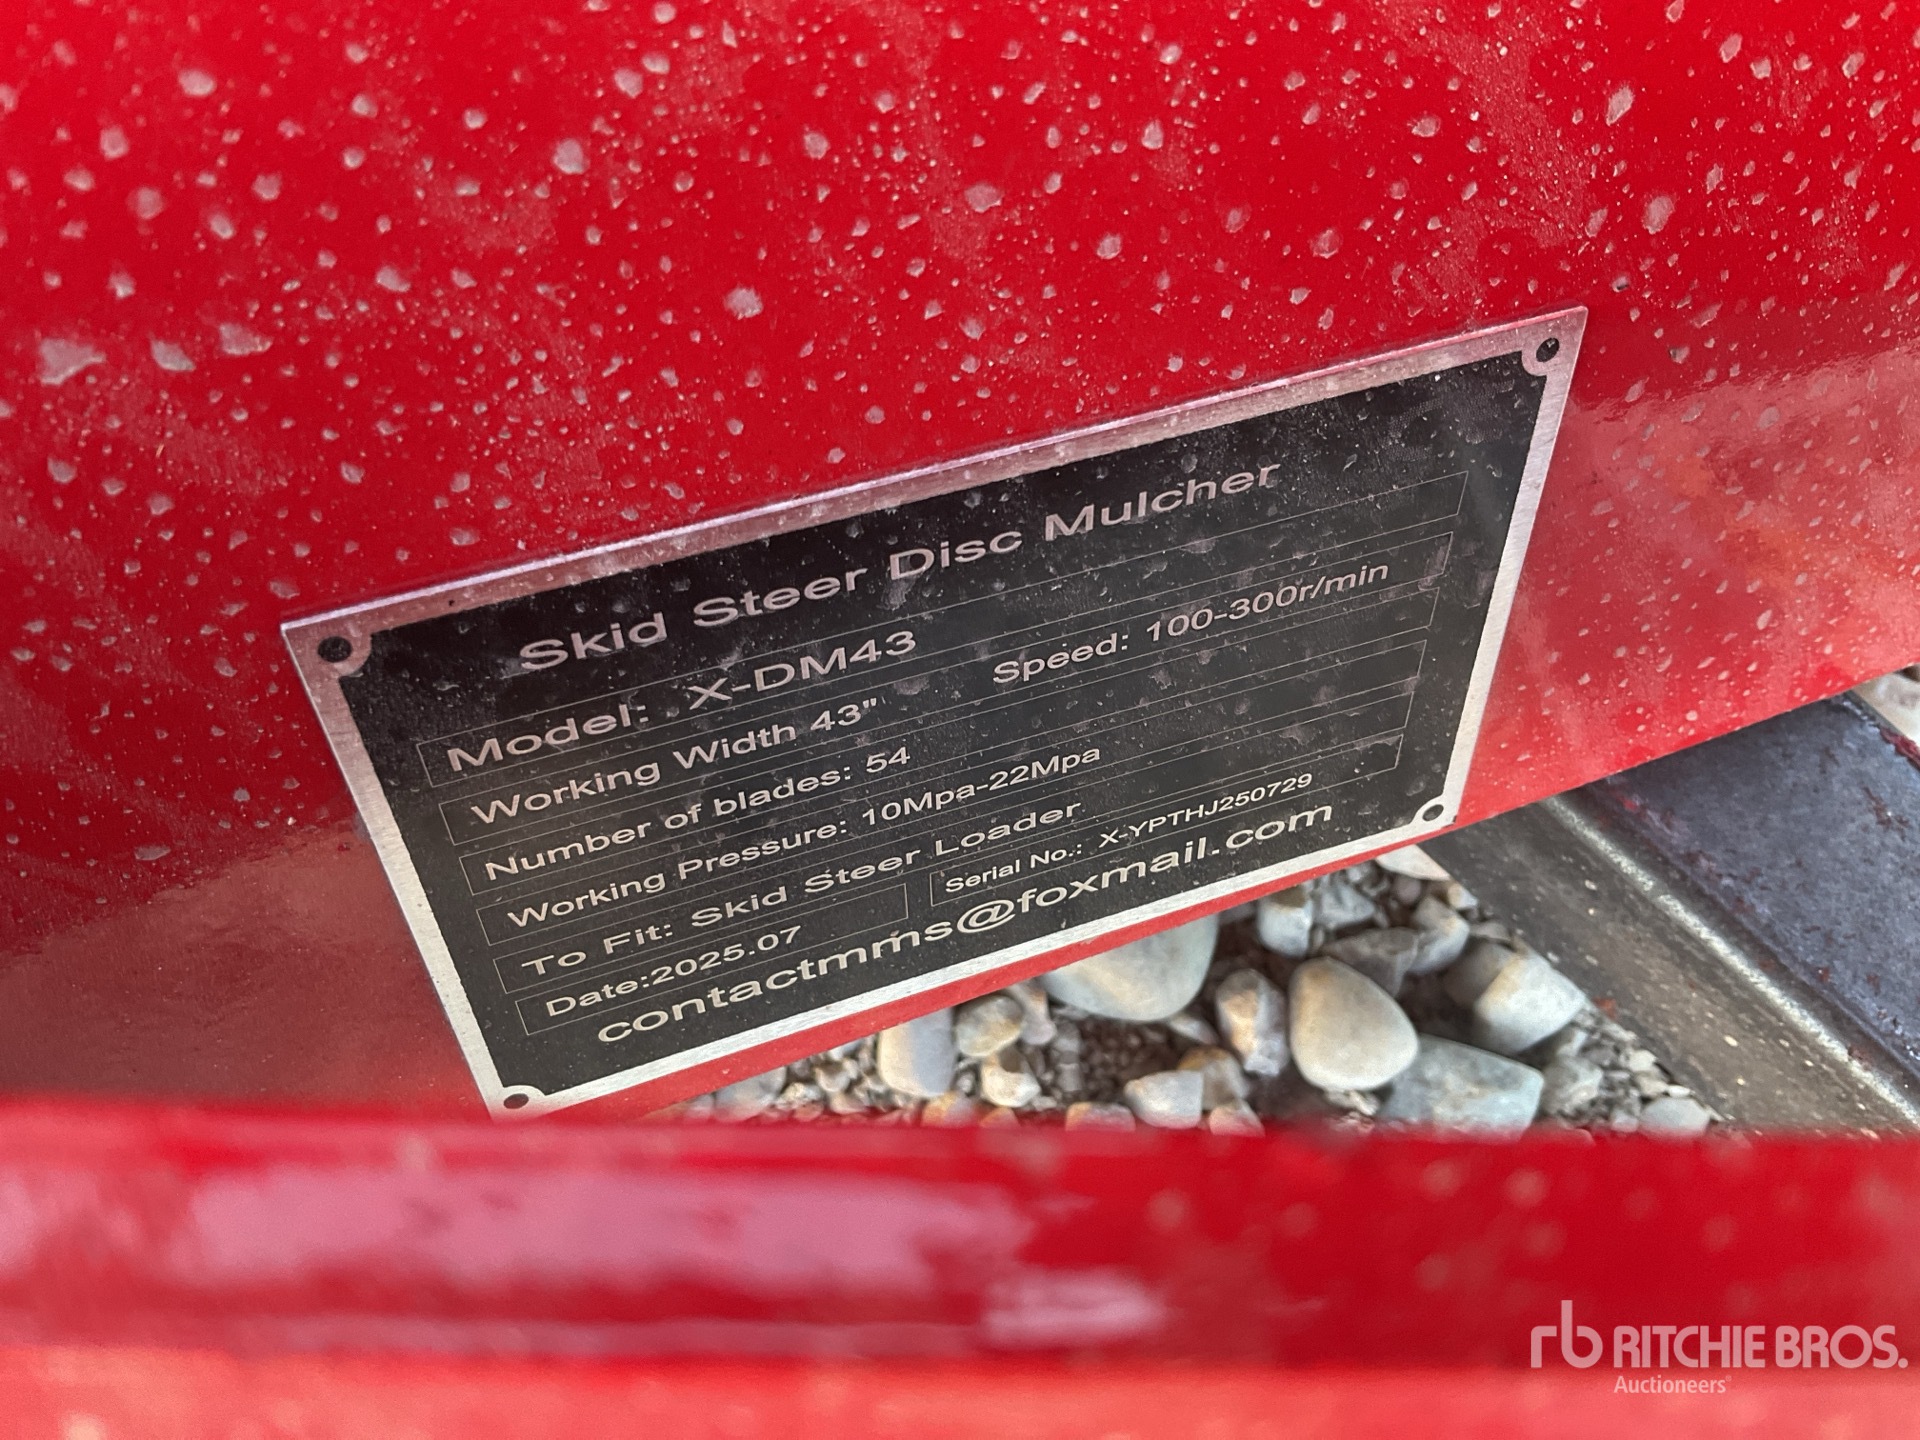 Skid Steer Disc Mulcher
Model: X-DM43
Working Width 43" Speed: 100-300r/min
Number of blades: 54
Working Pressure: 10Mpa-22Mpa
To Fit: Skid Steer Loader
Date:2025.07 Serial No.: X-YPTHJ250729
contactmms@foxmail.com
rb RITCHIE BROS.
Auctioneers